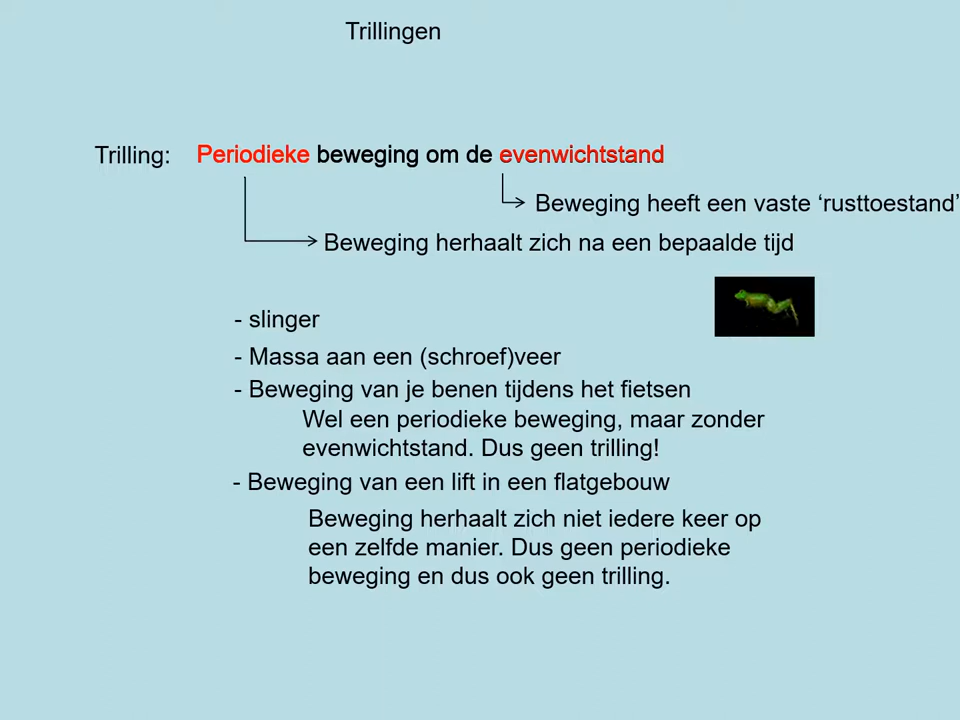 Trillingen
Trilling: Periodieke beweging om de evenwichtstand
Beweging heeft een vaste ‘rusttoestand’
Beweging herhaalt zich na een bepaalde tijd
- slinger
- Massa aan een (schroef)veer
- Beweging van je benen tijdens het fietsen
Wel een periodieke beweging, maar zonder
evenwichtstand. Dus geen trilling!
- Beweging van een lift in een flatgebouw
Beweging herhaalt zich niet iedere keer op
een zelfde manier. Dus geen periodieke
beweging en dus ook geen trilling.